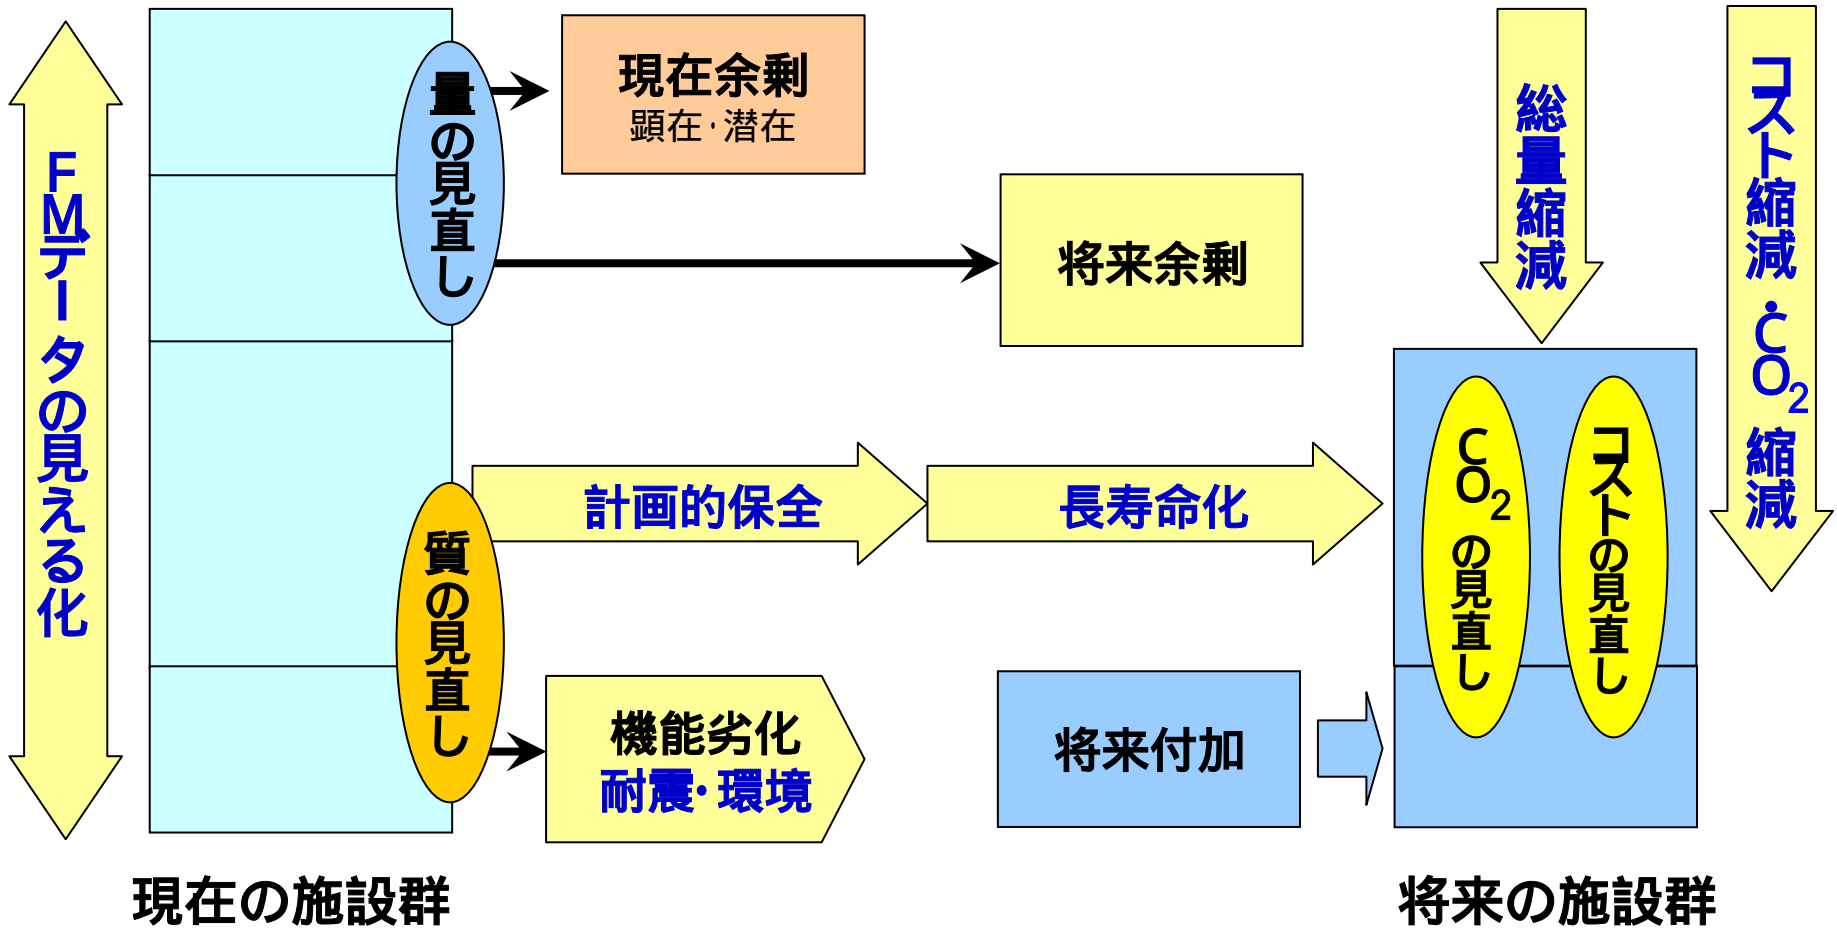 FMデータの見える化
量の見直し
現在余剰
顕在・潜在
将来余剰
総量縮減
コスト縮減・CO2縮減
計画的保全
長寿命化
質の見直し
CO2の見直し
コストの見直し
機能劣化
耐震・環境
将来付加
現在の施設群
将来の施設群